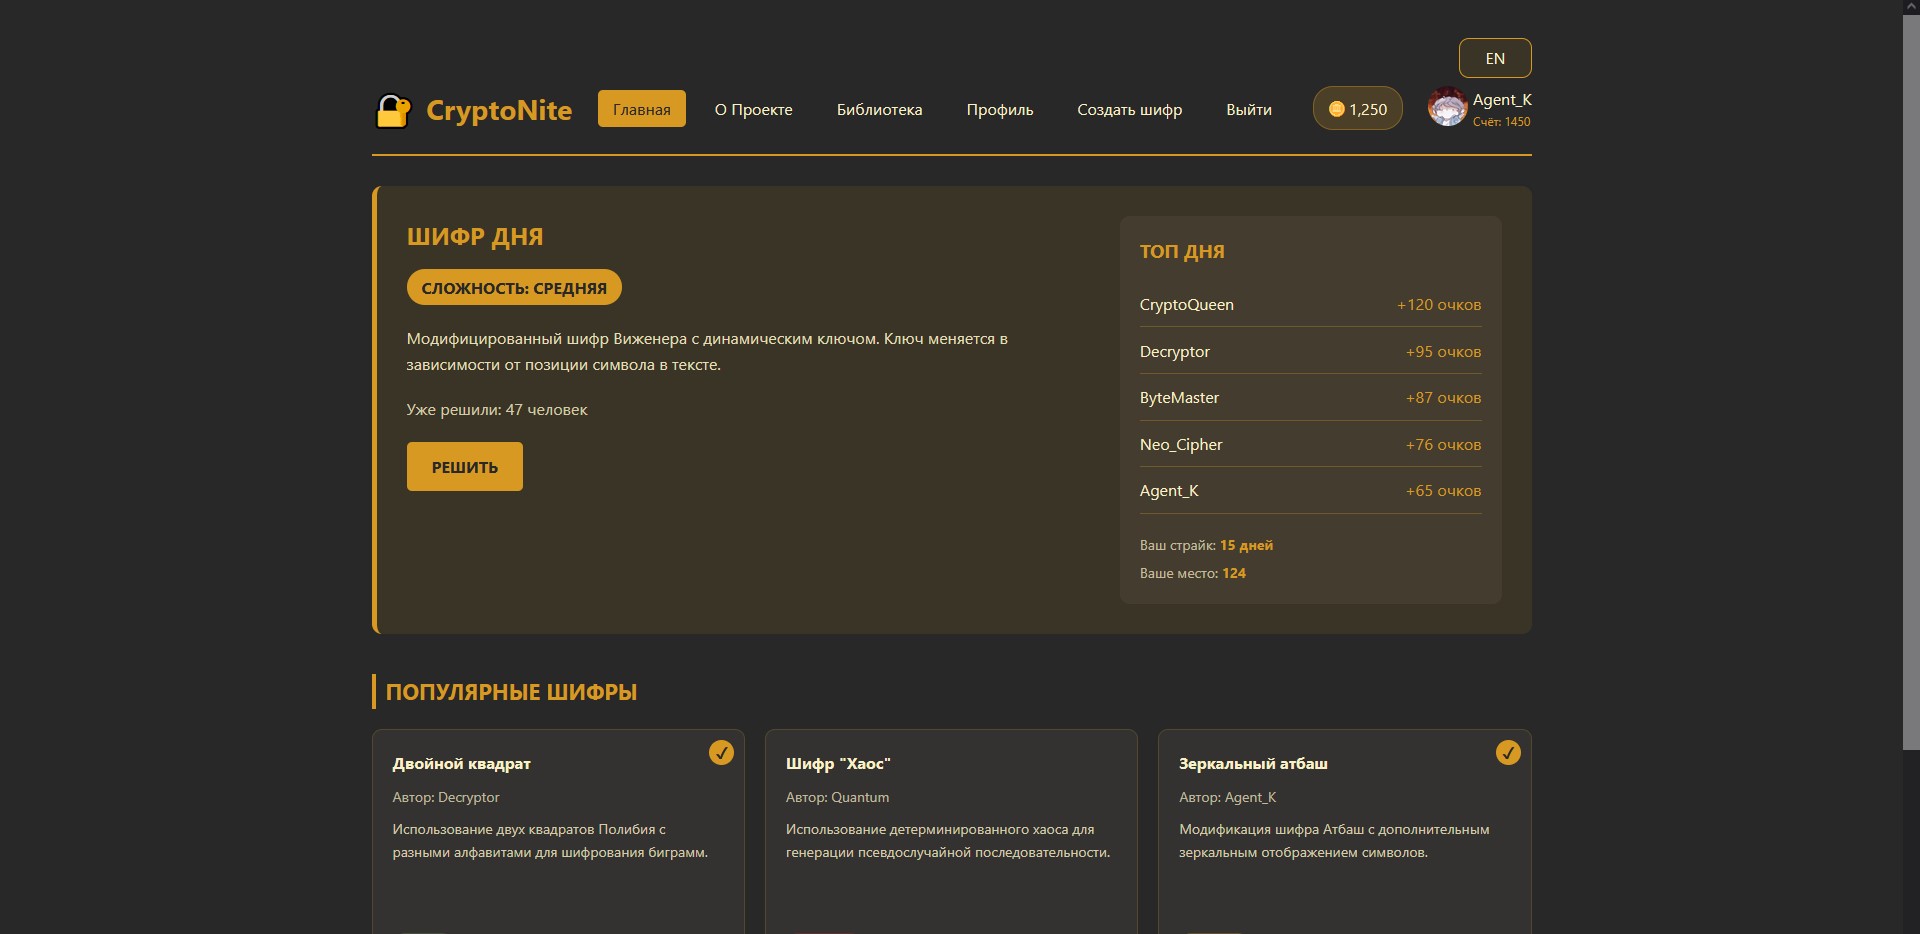 EN
CryptoNite
Главная
О Проекте
Библиотека
Профиль
Создать шифр
Выйти
1,250
Agent_K
Счёт: 1450
ШИФР ДНЯ
СЛОЖНОСТЬ: СРЕДНЯЯ
Модифицированный шифр Виженера с динамическим ключом. Ключ меняется в
зависимости от позиции символа в тексте.
Уже решили: 47 человек
РЕШИТЬ
ТОП ДНЯ
CryptoQueen +120 очков
Decryptor +95 очков
ByteMaster +87 очков
Neo_Cipher +76 очков
Agent_K +65 очков
Ваш страйк: 15 дней
Ваше место: 124
ПОПУЛЯРНЫЕ ШИФРЫ
Двойной квадрат
Автор: Decryptor
Использование двух квадратов Полибия с
разными алфавитами для шифрования биграмм.
Шифр "Хаос"
Автор: Quantum
Использование детерминированного хаоса для
генерации псевдослучайной последовательности.
Зеркальный атбаш
Автор: Agent_K
Модификация шифра Атбаш с дополнительным
зеркальным отображением символов.